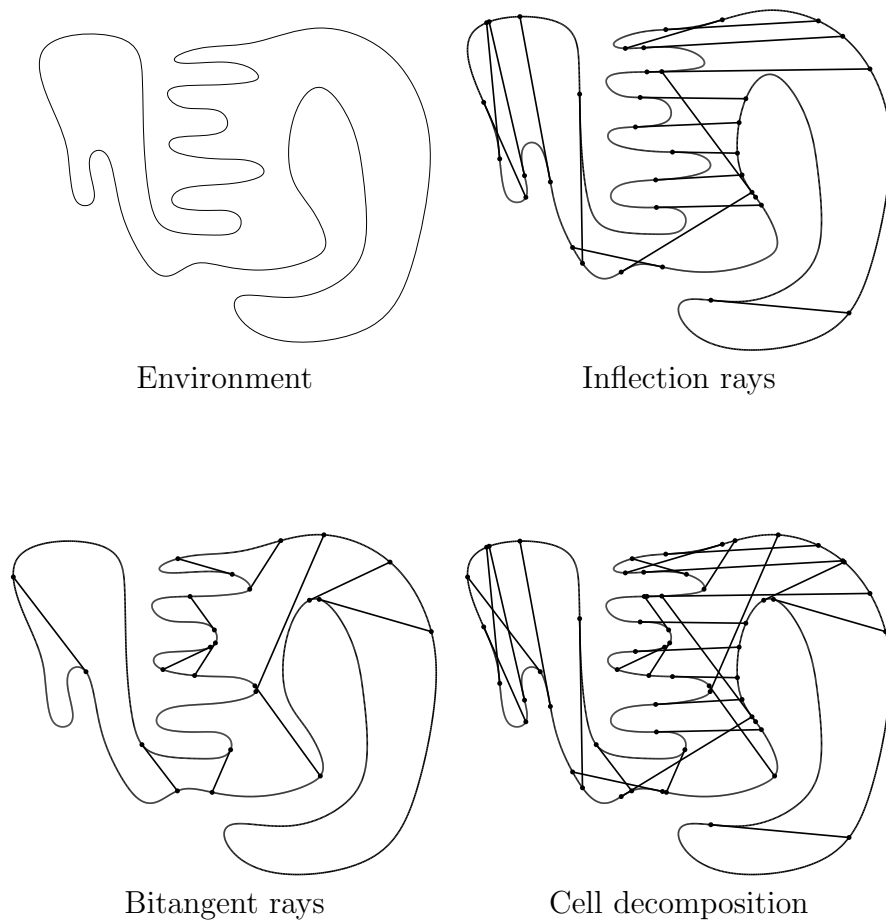 Environment
Inflection rays
Bitangent rays
Cell decomposition